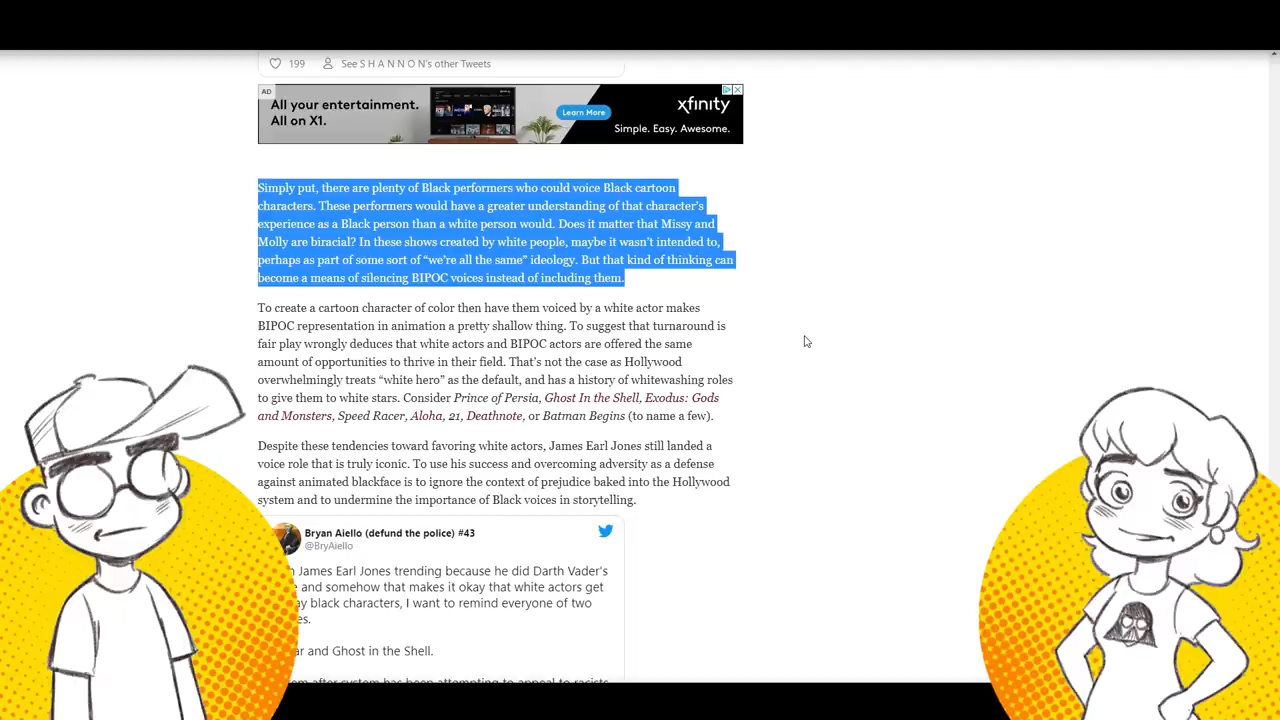 199 See S H A N N O N's other Tweets
AD
All your entertainment.
All on X1.
Learn More
xfinity
Simple. Easy. Awesome.
Simply put, there are plenty of Black performers who could voice Black cartoon
characters. These performers would have a greater understanding of that character's
experience as a Black person than a white person would. Does it matter that Missy and
Molly are biracial? In these shows created by white people, maybe it wasn't intended to,
perhaps as part of some sort of “we're all the same” ideology. But that kind of thinking can
become a means of silencing BIPOC voices instead of including them.
To create a cartoon character of color then have them voiced by a white actor makes
BIPOC representation in animation a pretty shallow thing. To suggest that turnaround is
fair play wrongly deduces that white actors and BIPOC actors are offered the same
amount of opportunities to thrive in their field. That's not the case as Hollywood
overwhelmingly treats “white hero” as the default, and has a history of whitewashing roles
to give them to white stars. Consider Prince of Persia, Ghost In the Shell, Exodus: Gods
and Monsters, Speed Racer, Aloha, 21, Deathnote, or Batman Begins (to name a few).
Despite these tendencies toward favoring white actors, James Earl Jones still landed a
voice role that is truly iconic. To use his success and overcoming adversity as a defense
against animated blackface is to ignore the context of prejudice baked into the Hollywood
system and to undermine the importance of Black voices in storytelling.
Bryan Aiello (defund the police) #43
@BryAiello
James Earl Jones trending because he did Darth Vader's
and somehow that makes it okay that white actors get
black characters, I want to remind everyone of two
and Ghost in the Shell.
after system has been attempting to appeal to racists